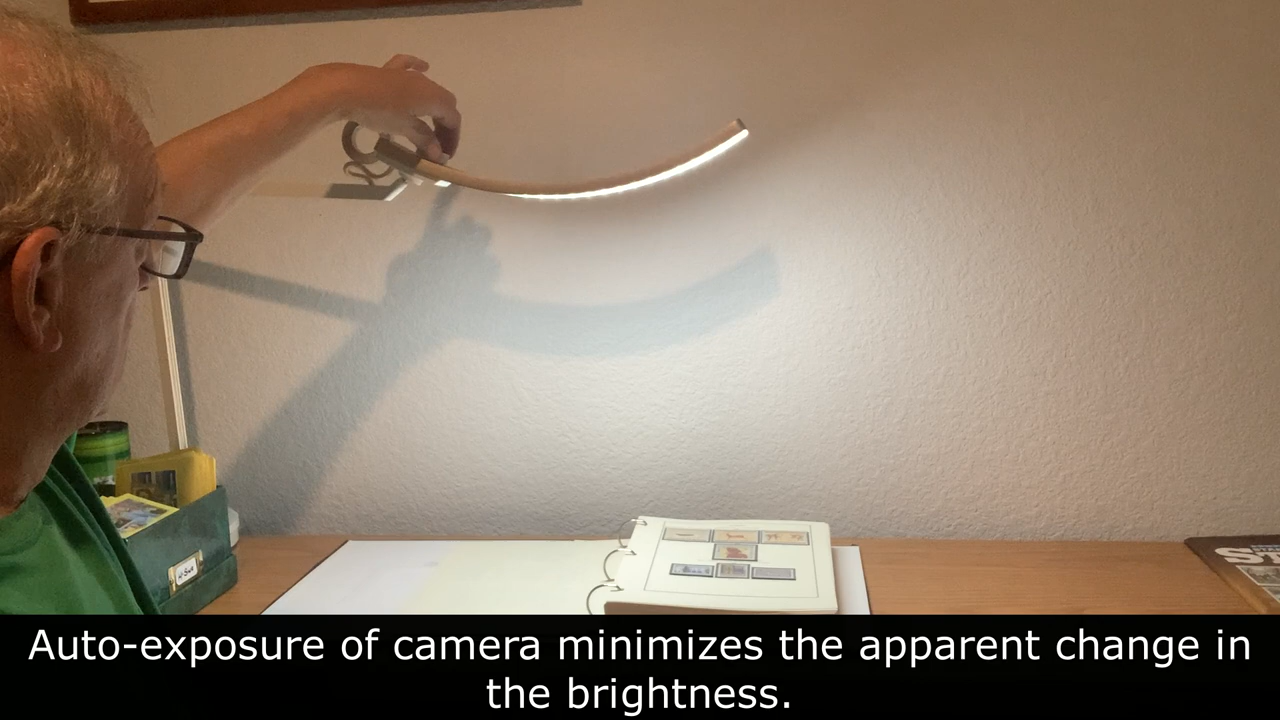 Auto-exposure of camera minimizes the apparent change in
the brightness.